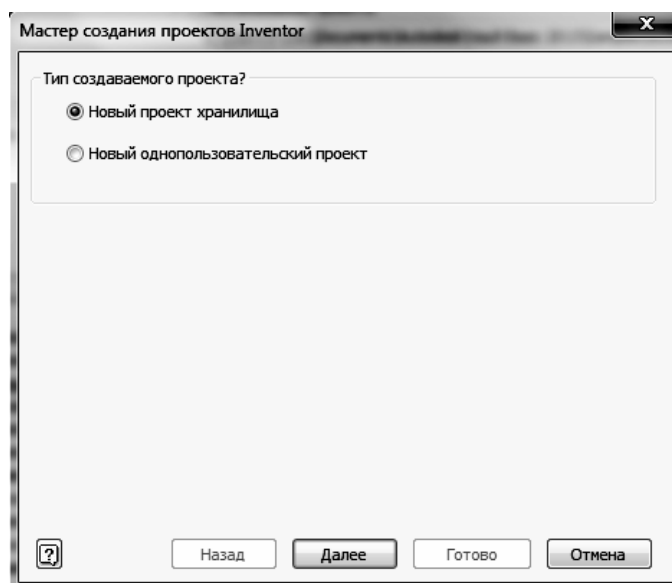 Мастер создания проектов Inventor
Тип создаваемого проекта?
Новый проект хранилища
Новый однопользовательский проект
Назад
Далее
Готово
Отмена